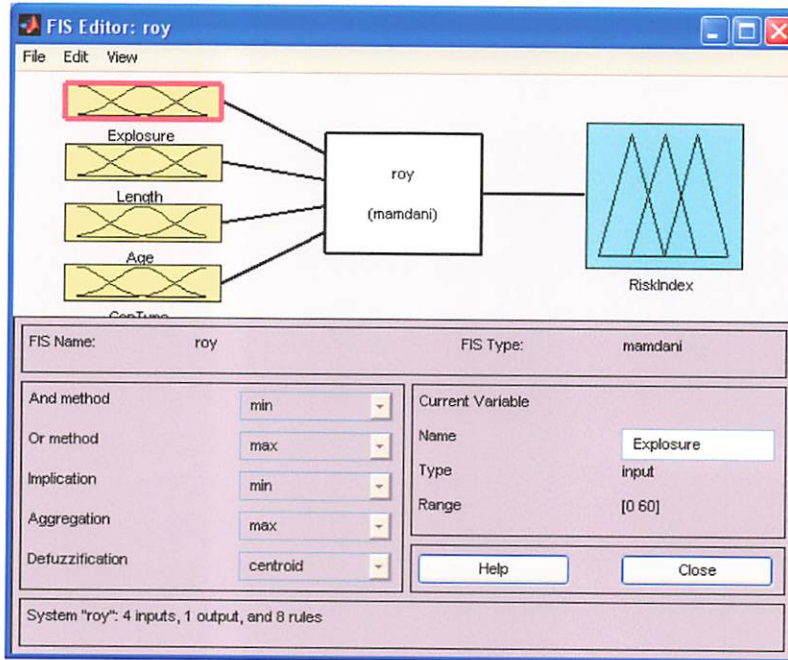 FIS Editor: roy
File Edit View
Explosure
Length
Age
roy
(mamdani)
RiskIndex
FIS Name: roy FIS Type: mamdani
And method min
Or method max
Implication min
Aggregation max
Defuzzification centroid
Current Variable
Name Explosure
Type input
Range [0 60]
Help Close
System "roy": 4 inputs, 1 output, and 8 rules